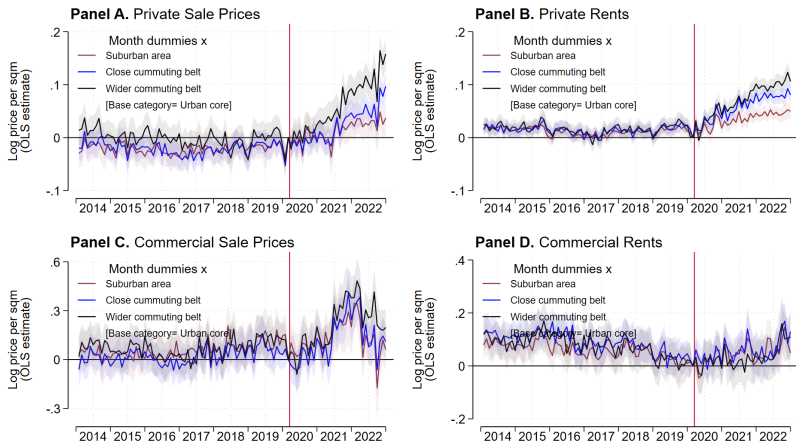 Panel A. Private Sale Prices
Log price per sqm
(OLS estimate)
.2
.1
0
-.1
Month dummies x
Suburban area
Close cummuting belt
Wider commuting belt
[Base category= Urban core]
2014 2015 2016 2017 2018 2019 2020 2021 2022
Panel B. Private Rents
Log price per sqm
(OLS estimate)
.2
.1
0
-.1
Month dummies x
Suburban area
Close cummuting belt
Wider commuting belt
[Base category= Urban core]
2014 2015 2016 2017 2018 2019 2020 2021 2022
Panel C. Commercial Sale Prices
Log price per sqm
(OLS estimate)
.6
.3
0
-.3
Month dummies x
Suburban area
Close cummuting belt
Wider commuting belt
[Base category= Urban core]
2014 2015 2016 2017 2018 2019 2020 2021 2022
Panel D. Commercial Rents
Log price per sqm
(OLS estimate)
.4
.2
0
-.2
Month dummies x
Suburban area
Close cummuting belt
Wider commuting belt
[Base category= Urban core]
2014 2015 2016 2017 2018 2019 2020 2021 2022